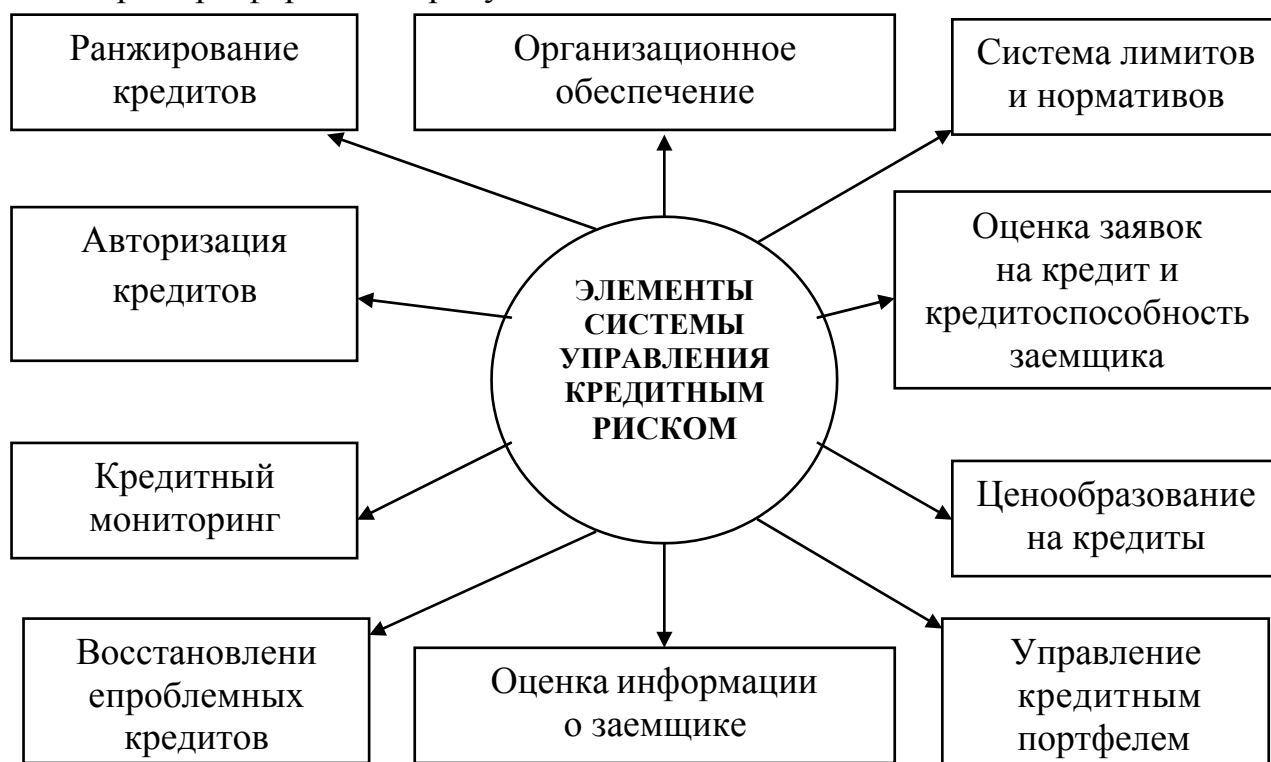 Ранжирование
кредитов
Организационное
обеспечение
Система лимитов
и нормативов
Авторизация
кредитов
ЭЛЕМЕНТЫ
СИСТЕМЫ
УПРАВЛЕНИЯ
КРЕДИТНЫМ
РИСКОМ
Оценка заявок
на кредит и
кредитоспособность
заемщика
Кредитный
мониторинг
Ценообразование
на кредиты
Восстановлени
епроблемных
кредитов
Оценка информации
о заемщике
Управление
кредитным
портфелем